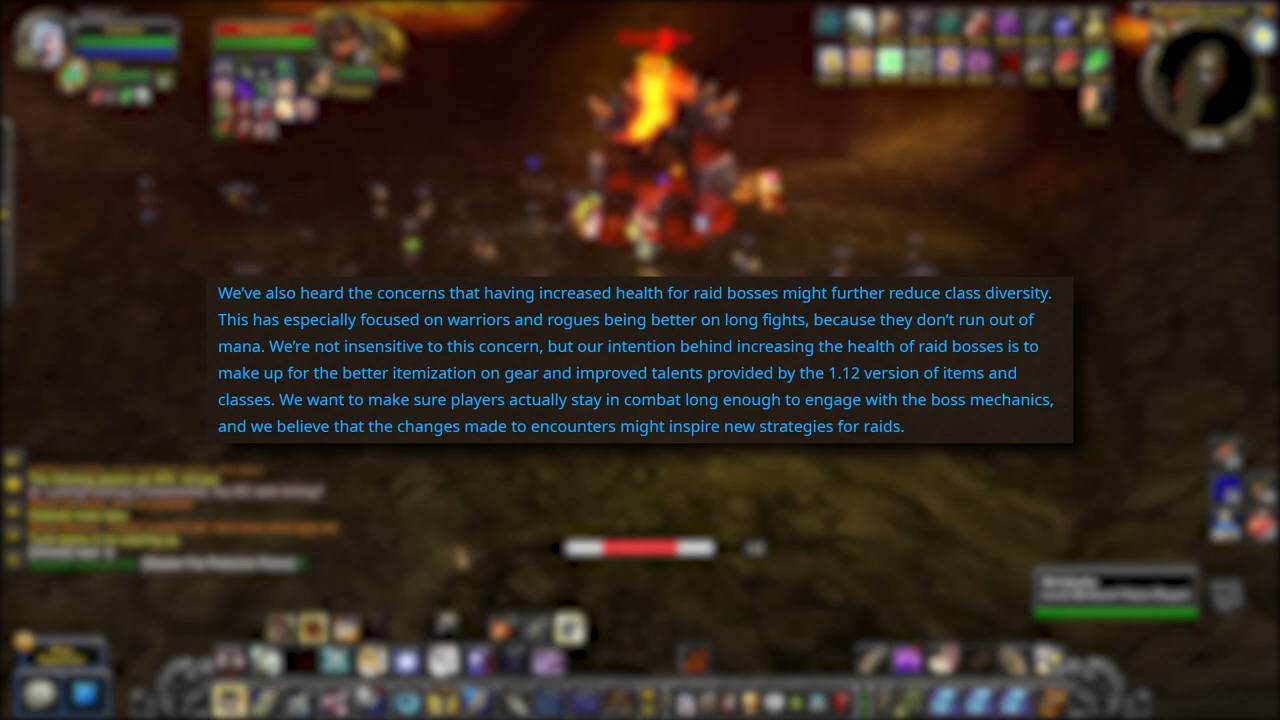 We've also heard the concerns that having increased health for raid bosses might further reduce class diversity.
This has especially focused on warriors and rogues being better on long fights, because they don't run out of
mana. We're not insensitive to this concern, but our intention behind increasing the health of raid bosses is to
make up for the better itemization on gear and improved talents provided by the 1.12 version of items and
classes. We want to make sure players actually stay in combat long enough to engage with the boss mechanics,
and we believe that the changes made to encounters might inspire new strategies for raids.